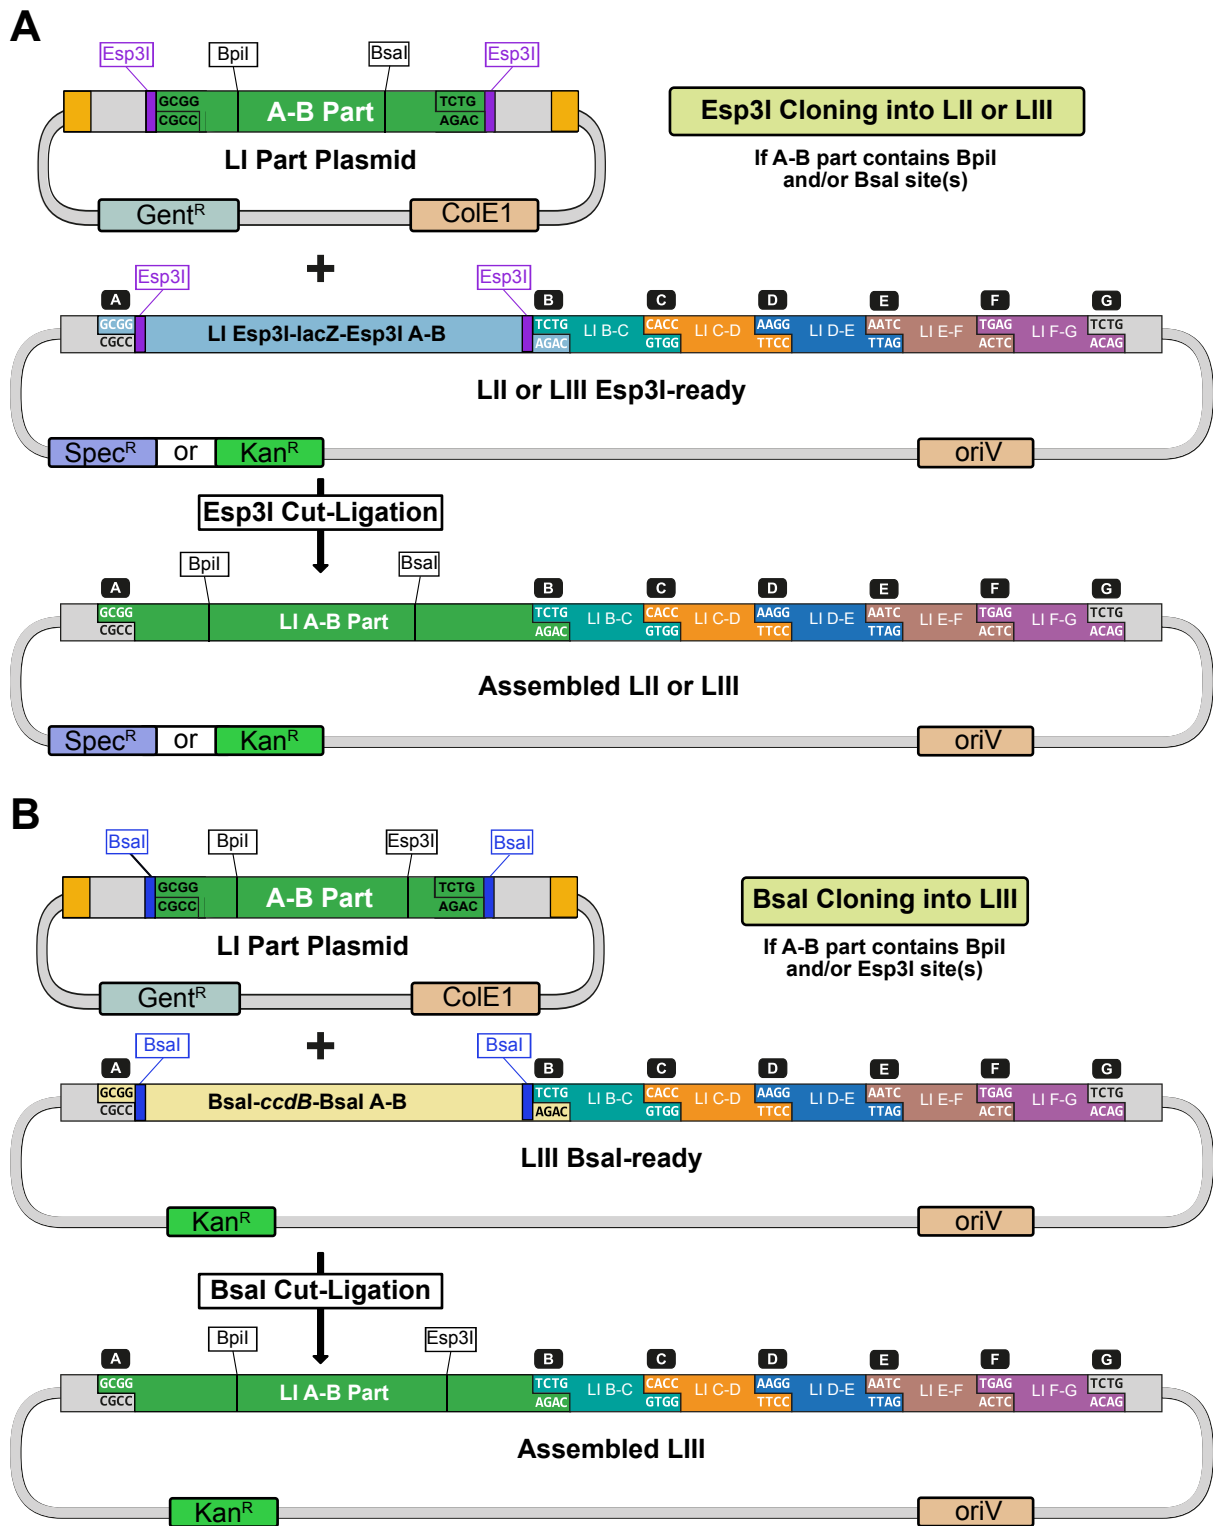 A
Esp3I BpiI BsaI Esp3I
GCGG A-B Part TCTG
CGCC AGAC
LI Part Plasmid
GentR ColE1
Esp3I Cloning into LII or LIII
If A-B part contains BpiI
and/or BsaI site(s)
+
Esp3I Esp3I
A B C D E F G
GCGG LI Esp3I-lacZ-Esp3I A-B TCTG LI B-C CACC LI C-D AAGG LI D-E AATC LI E-F TGAG LI F-G TCTG
CGCC AGAC GTGG TTCC TTAG ACTC ACAG
LII or LIII Esp3I-ready
SpecR or KanR oriV
Esp3I Cut-Ligation
BpiI BsaI
A B C D E F G
GCGG LI A-B Part TCTG LI B-C CACC LI C-D AAGG LI D-E AATC LI E-F TGAG LI F-G TCTG
CGCC AGAC GTGG TTCC TTAG ACTC ACAG
Assembled LII or LIII
SpecR or KanR oriV
B
BsaI BpiI Esp3I BsaI
GCGG A-B Part TCTG
CGCC AGAC
LI Part Plasmid
GentR ColE1
BsaI Cloning into LIII
If A-B part contains BpiI
and/or Esp3I site(s)
+
BsaI BsaI
A B C D E F G
GCGG BsaI-ccdB-BsaI A-B TCTG LI B-C CACC LI C-D AAGG LI D-E AATC LI E-F TGAG LI F-G TCTG
CGCC AGAC GTGG TTCC TTAG ACTC ACAG
LIII BsaI-ready
KanR oriV
BsaI Cut-Ligation
BpiI Esp3I
A B C D E F G
GCGG LI A-B Part TCTG LI B-C CACC LI C-D AAGG LI D-E AATC LI E-F TGAG LI F-G TCTG
CGCC AGAC GTGG TTCC TTAG ACTC ACAG
Assembled LIII
KanR oriV